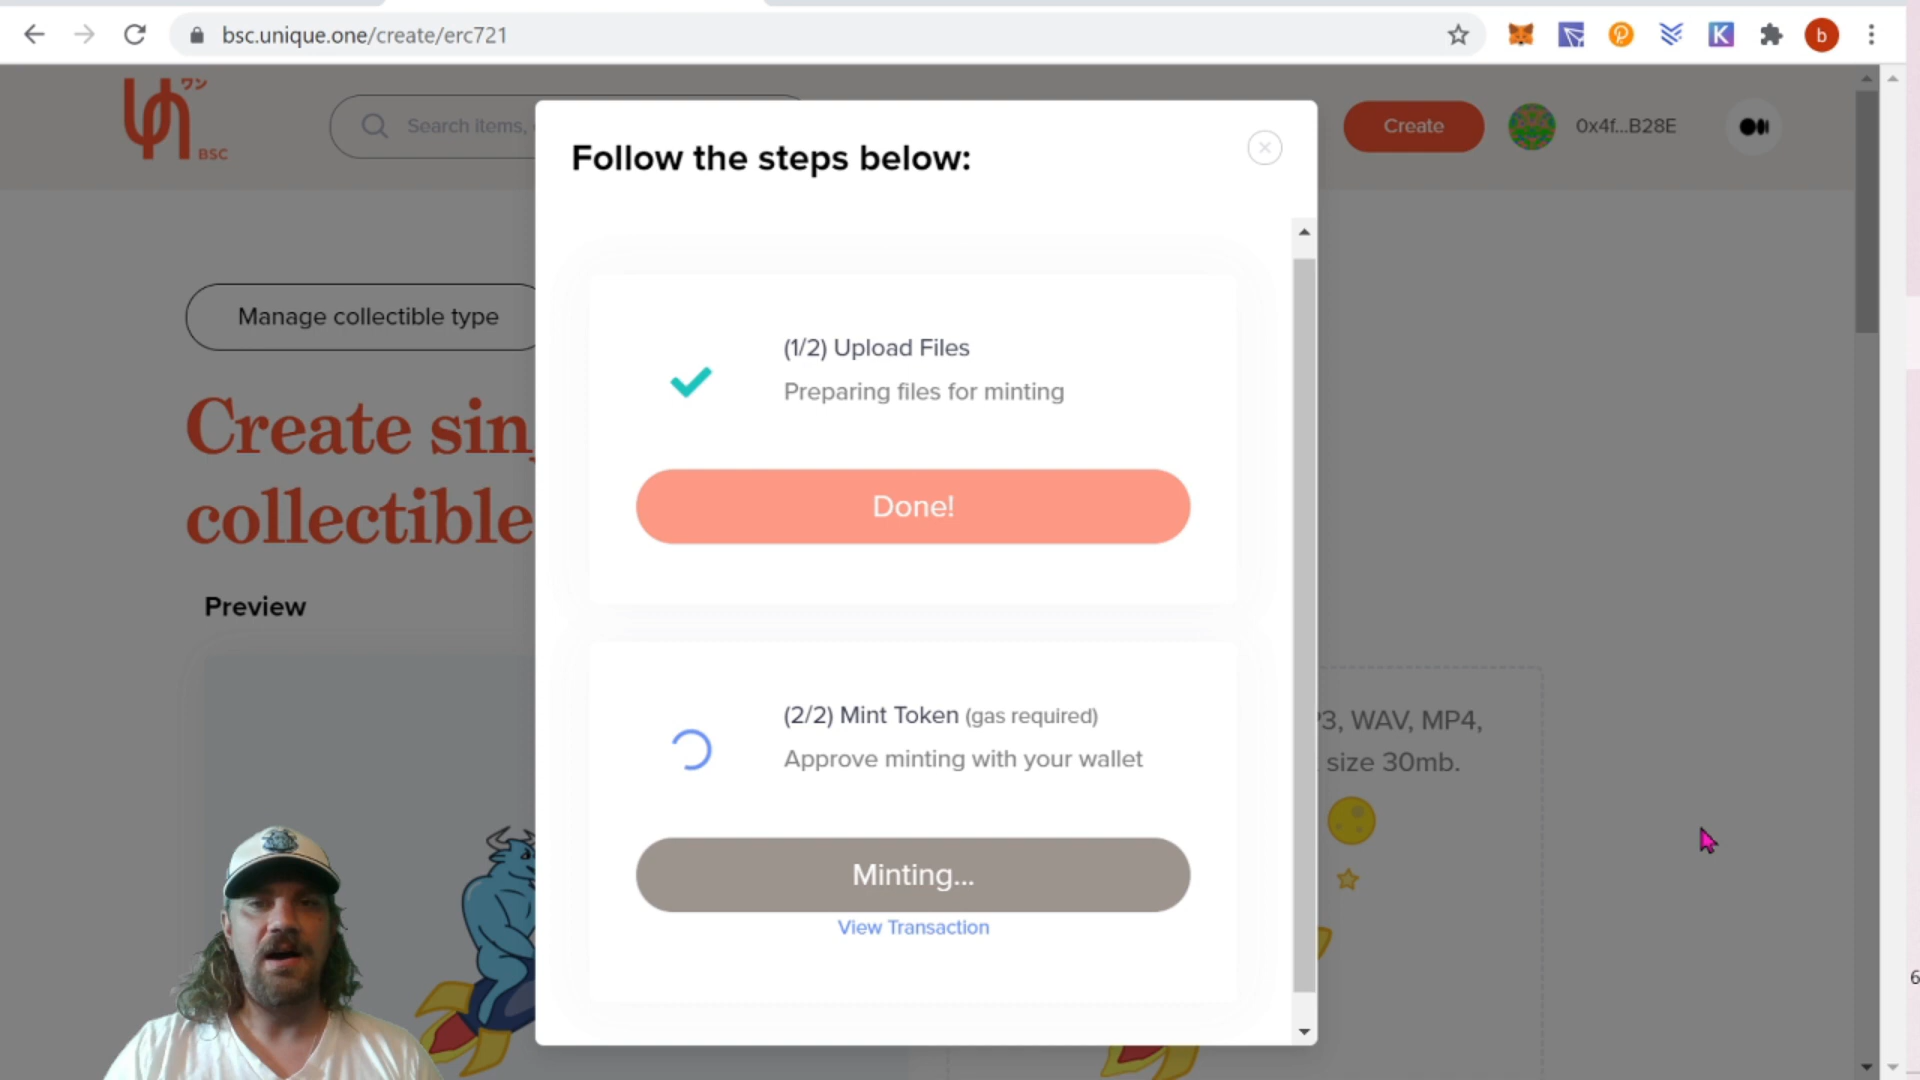 bsc.unique.one/create/erc721
K
b
ワン
BSC
Search items,
Create
0x4f...B28E
Follow the steps below:
Manage collectible type
(1/2) Upload Files
Preparing files for minting
Create sin
collectible
Done!
Preview
(2/2) Mint Token (gas required)
Approve minting with your wallet
P3, WAV, MP4,
size 30mb.
Minting...
View Transaction
6